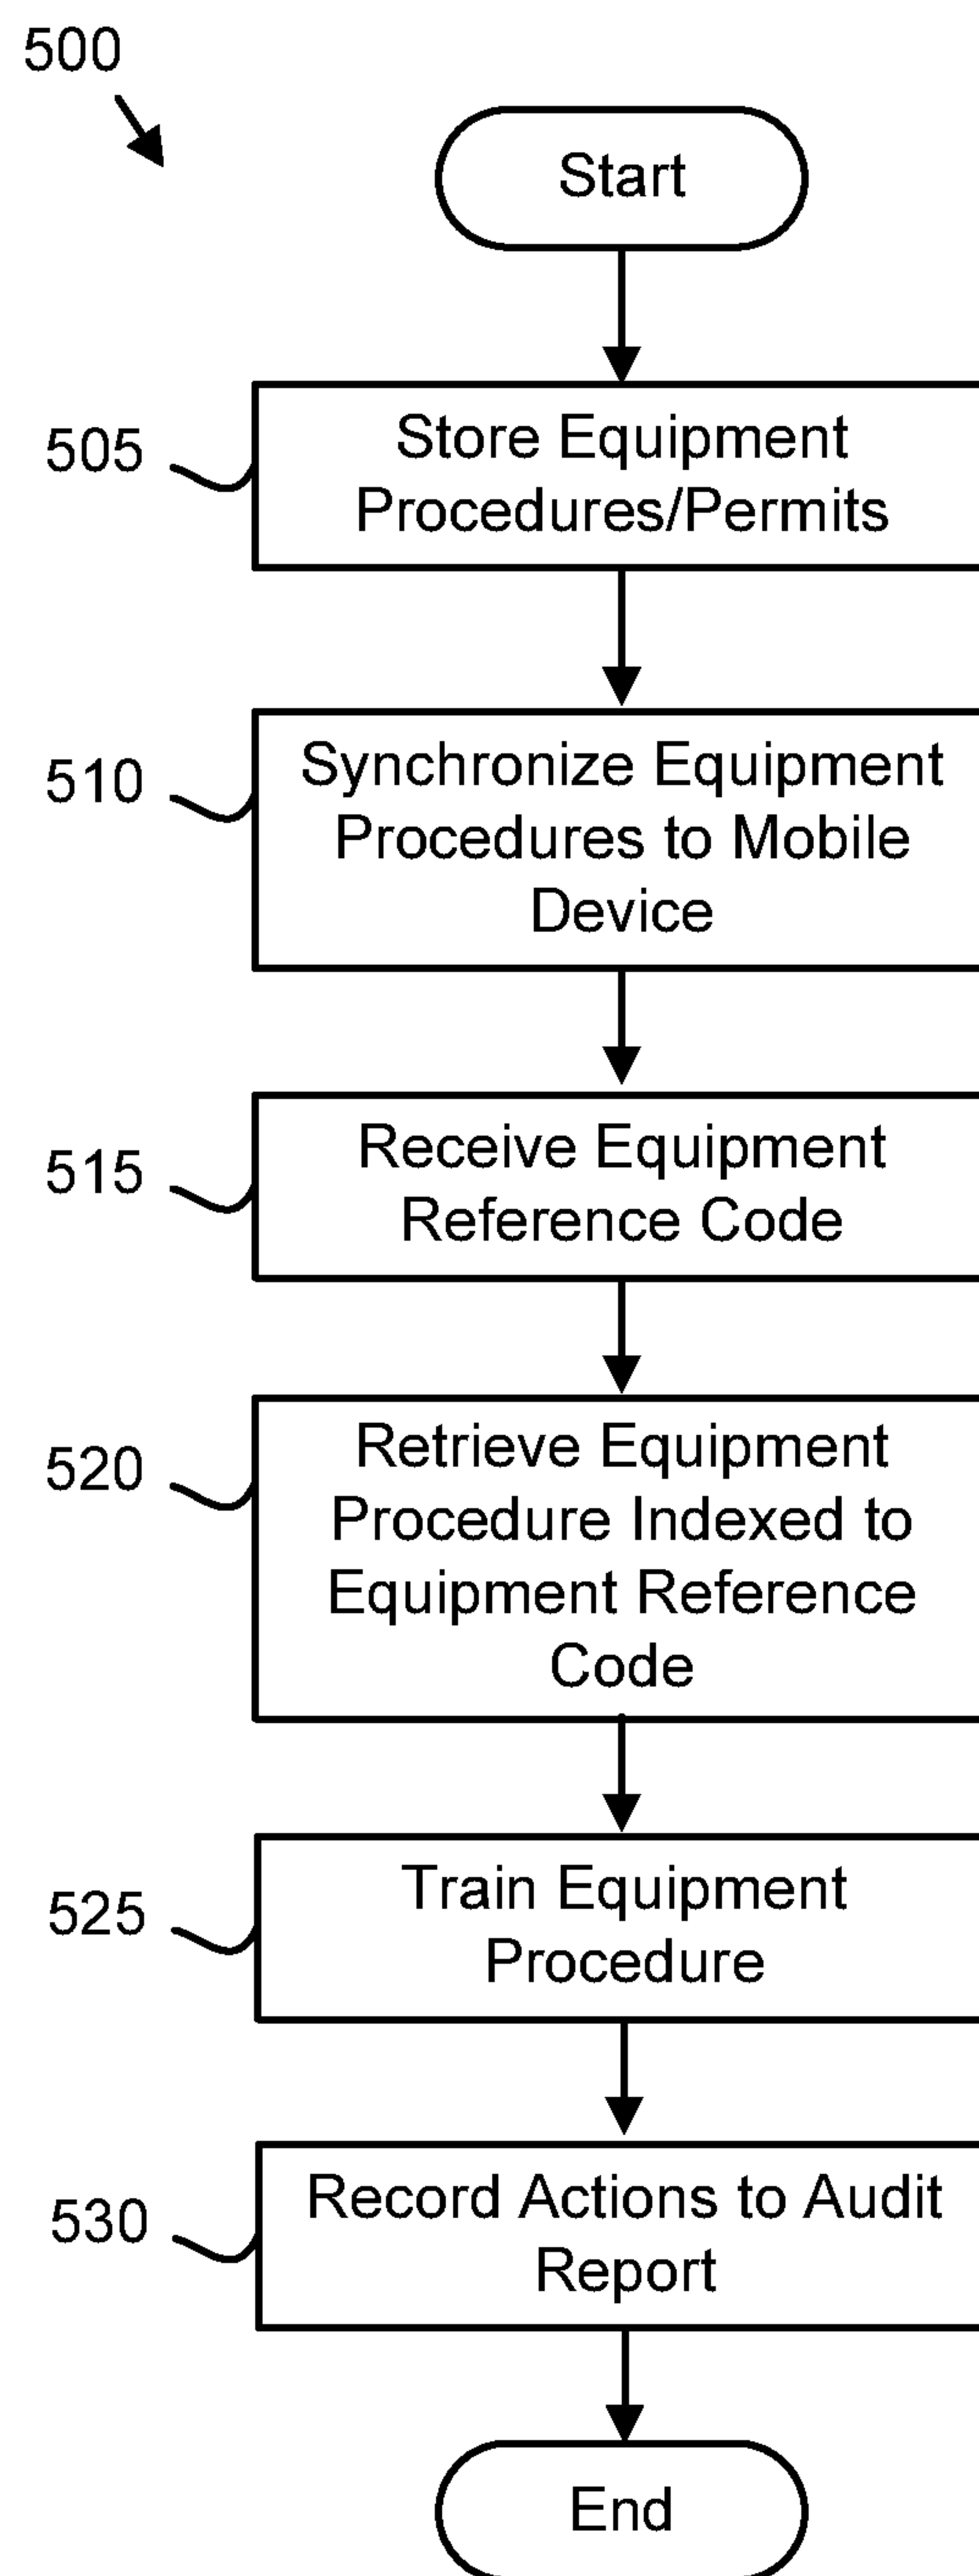 500
Start
505
Store Equipment
Procedures/Permits
510
Synchronize Equipment
Procedures to Mobile
Device
515
Receive Equipment
Reference Code
520
Retrieve Equipment
Procedure Indexed to
Equipment Reference
Code
525
Train Equipment
Procedure
530
Record Actions to Audit
Report
End